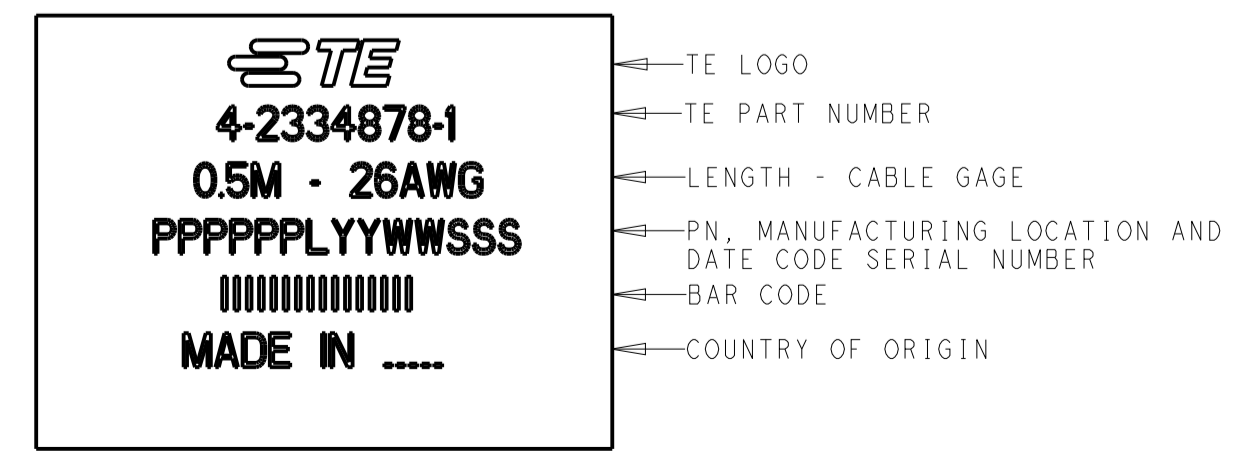 TE
TE LOGO
4-2334878-1
TE PART NUMBER
0.5M - 26AWG
LENGTH - CABLE GAGE
PPPPPPLYYWWSSS
PN, MANUFACTURING LOCATION AND
DATE CODE SERIAL NUMBER
BAR CODE
MADE IN _____
COUNTRY OF ORIGIN